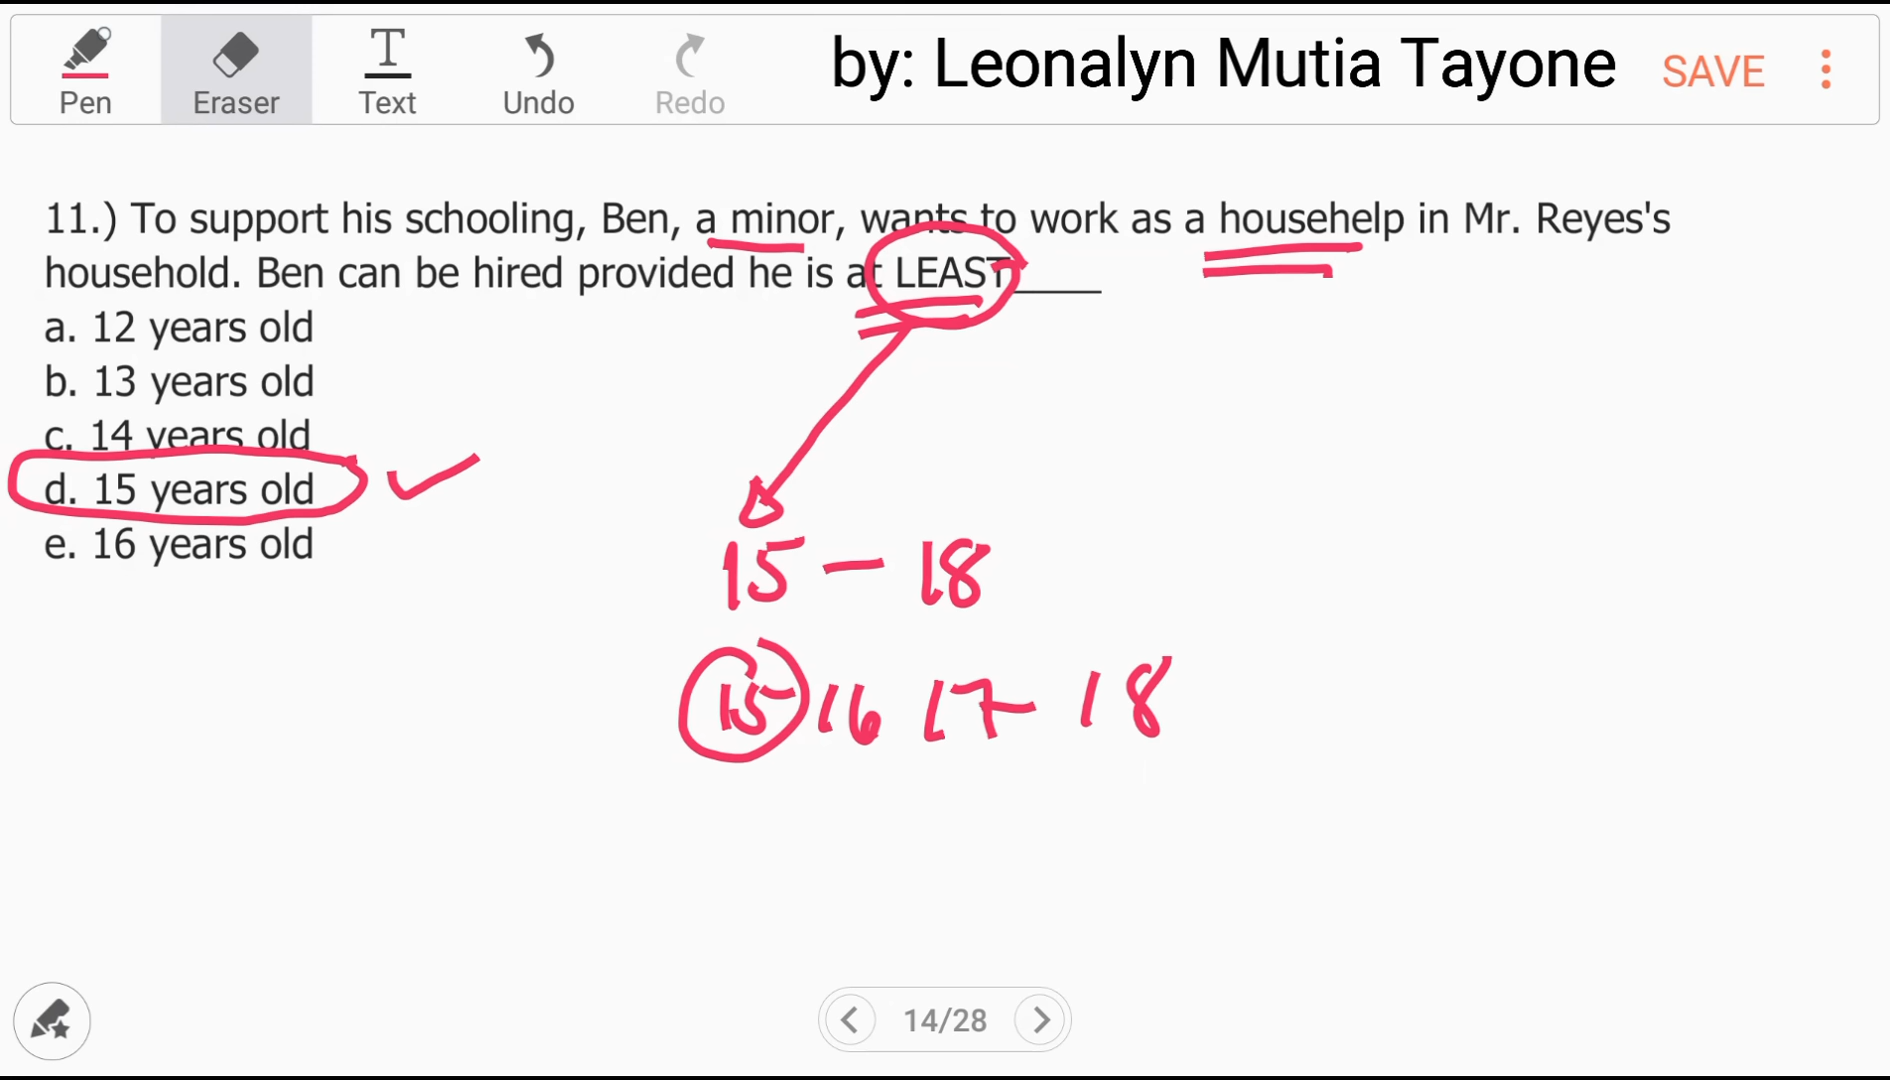 by: Leonalyn Mutia Tayone
SAVE
Pen
Eraser
T
Text
Undo
Redo
11.) To support his schooling, Ben, a minor, wants to work as a househelp in Mr. Reyes's
household. Ben can be hired provided he is at LEAST____
a. 12 years old
b. 13 years old
c. 14 years old
d. 15 years old
e. 16 years old
15 - 18
15 16 17 - 18
14/28